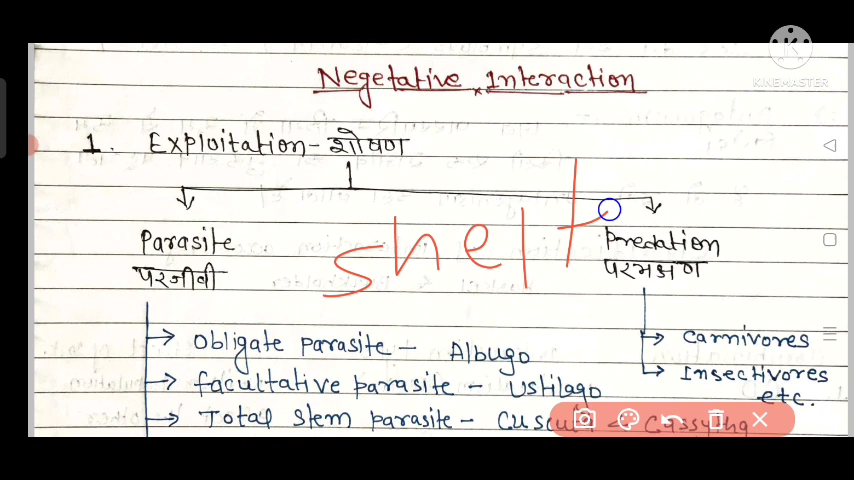 KINEMASTER
Negetative Interaction
1. Exploitation - शोषण
shelt
Parasite Predation
परजीवी परभक्षण
→ Obligate parasite - Albugo → Carnivores
→ facultative parasite - Ustilago → Insectivores
etc.
→ Total stem parasite - Cuscuta < Cassytha